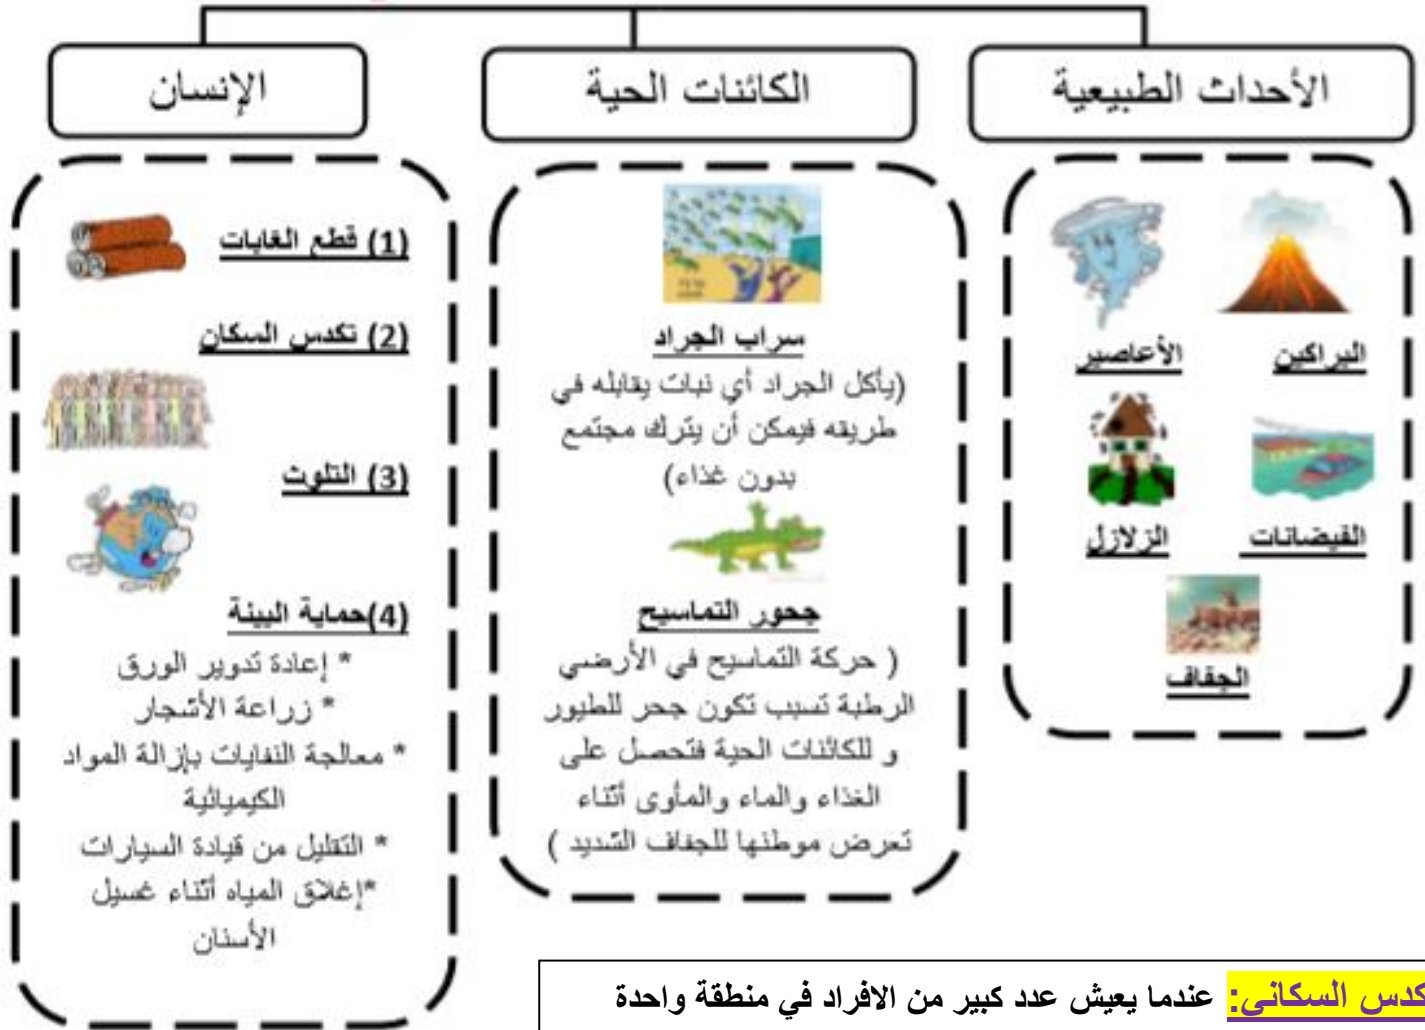 الأحداث الطبيعية
البراكين
الأعاصير
الفيضانات
الزلازل
الجفاف
الكائنات الحية
سراب الجراد
(يأكل الجراد أي نبات يقابله في
طريقه فيمكن أن يترك مجتمع
بدون غذاء)
جحور التماسيح
( حركة التماسيح في الأرضي
الرطبة تسبب تكون جحر للطيور
و للكائنات الحية فتحصل على
الغذاء والماء والمأوى أثناء
تعرض موطنها للجفاف الشديد )
الإنسان
(1) قطع الغابات
(2) تكدس السكان
(3) التلوث
(4)حماية البيئة
* إعادة تدوير الورق
* زراعة الأشجار
* معالجة النفايات بإزالة المواد
الكيميائية
* التقليل من قيادة السيارات
*إغلاق المياه أثناء غسيل
الأسنان
كدس السكانى: عندما يعيش عدد كبير من الافراد في منطقة واحدة